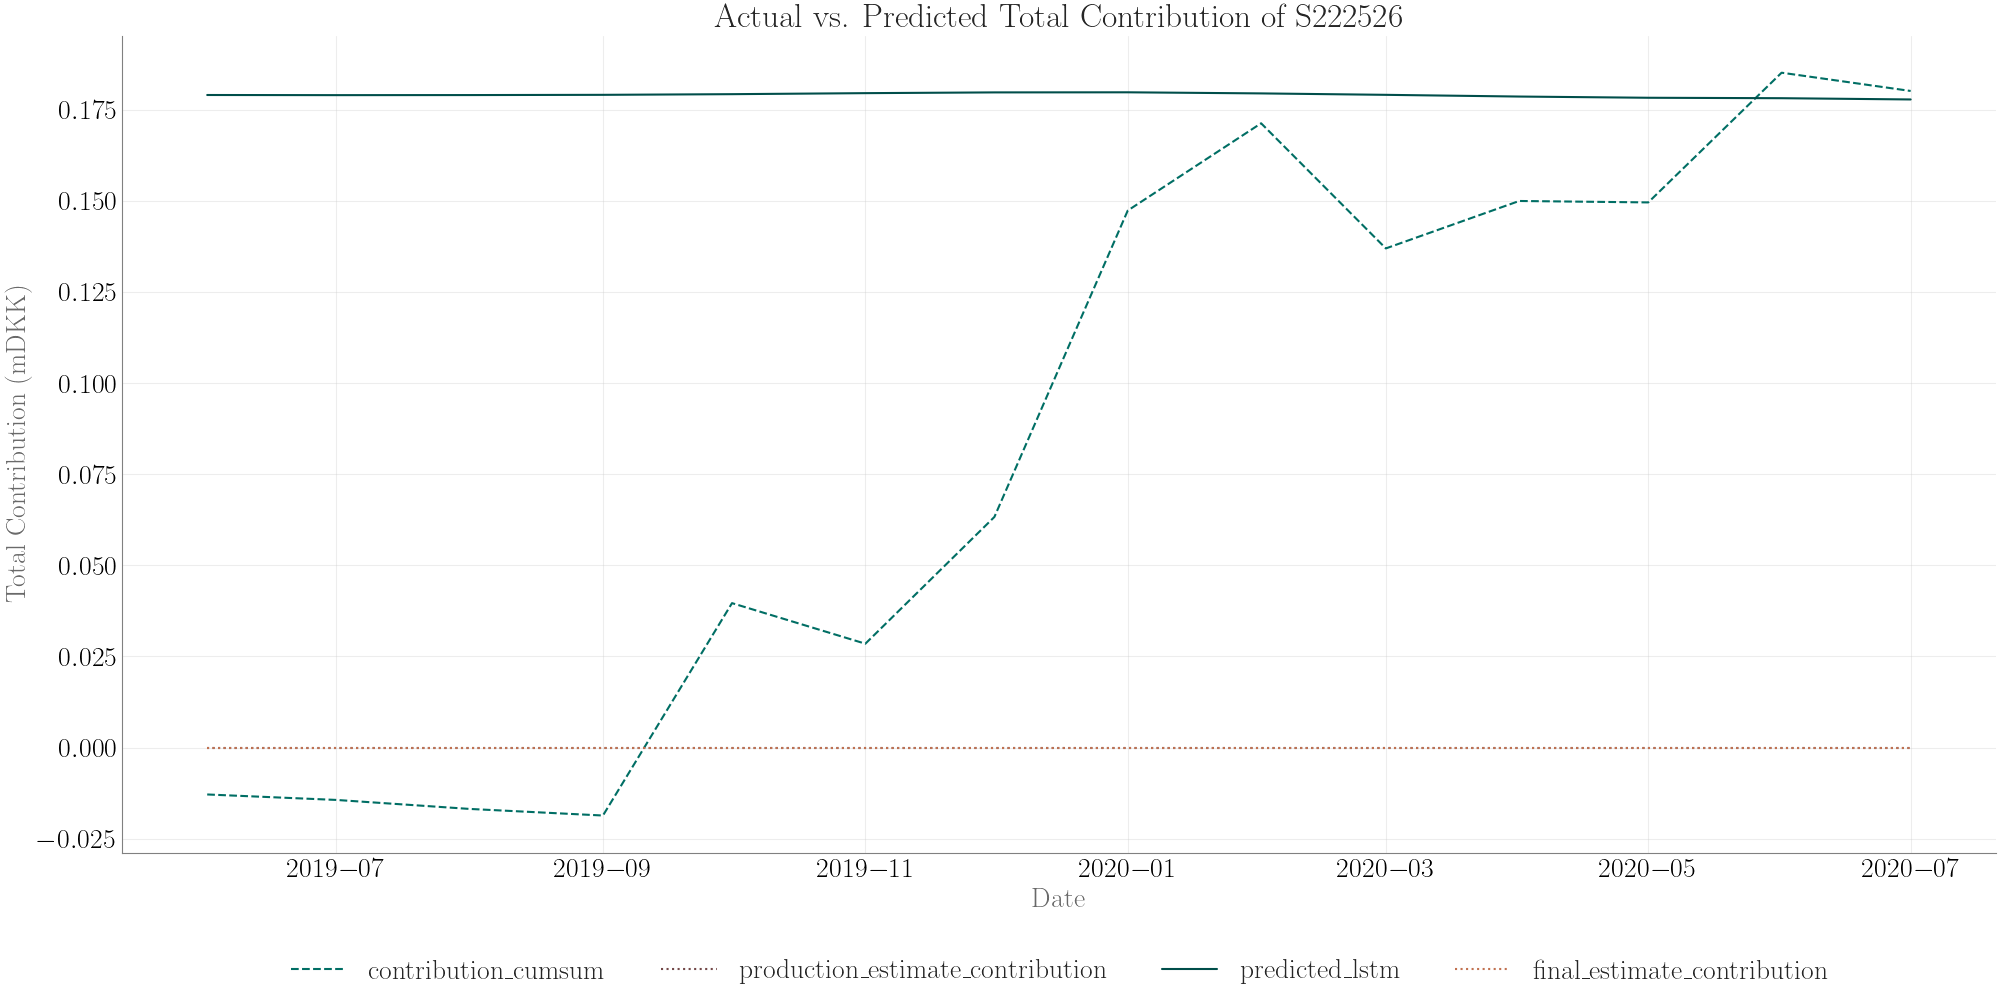 Actual vs. Predicted Total Contribution of S222526
Total Contribution (mDKK)
0.175
0.150
0.125
0.100
0.075
0.050
0.025
0.000
−0.025
2019−07 2019−09 2019−11 2020−01 2020−03 2020−05 2020−07
Date
contribution_cumsum production_estimate_contribution predicted_lstm final_estimate_contribution